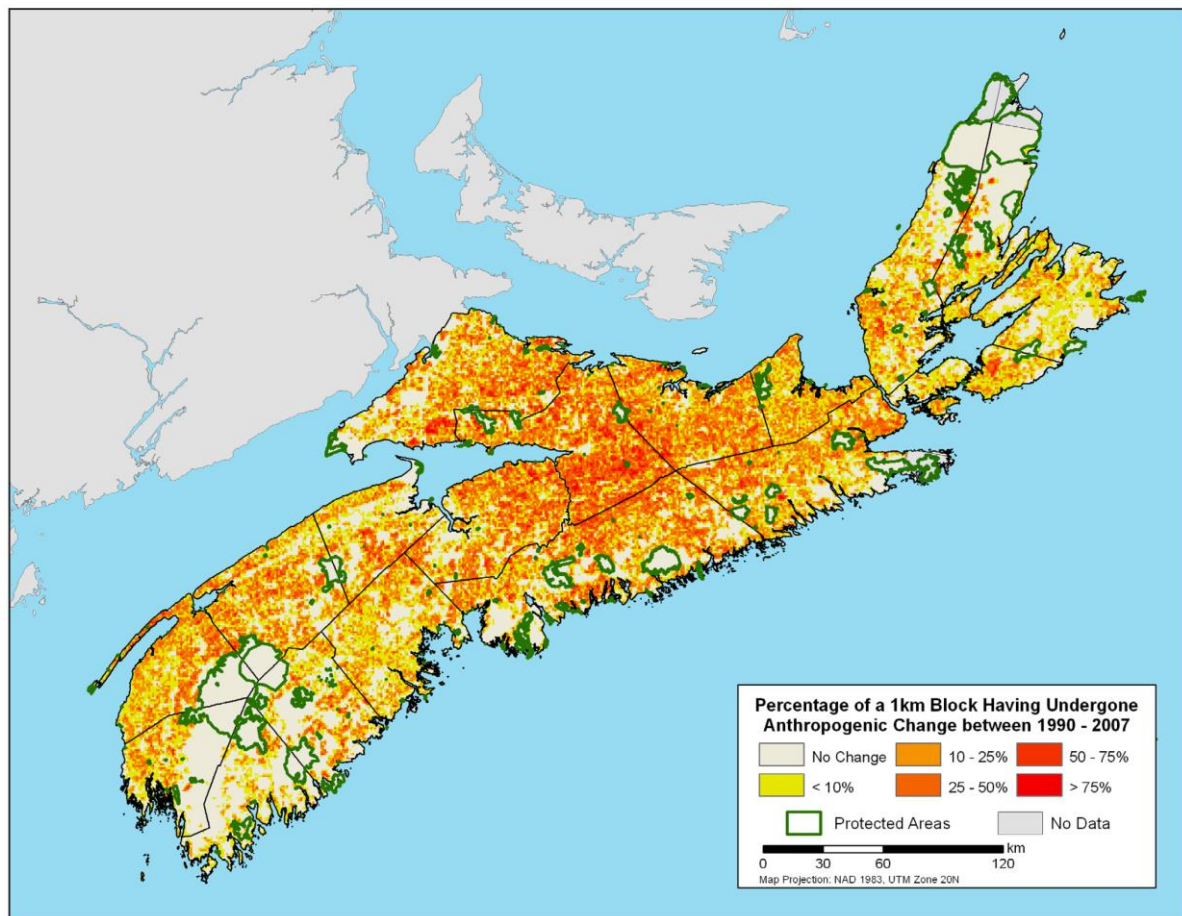 Percentage of a 1km Block Having Undergone
Anthropogenic Change between 1990 - 2007
No Change
10 - 25%
50 - 75%
< 10%
25 - 50%
> 75%
Protected Areas
No Data
km
0
30
60
120
Map Projection: NAD 1983, UTM Zone 20N